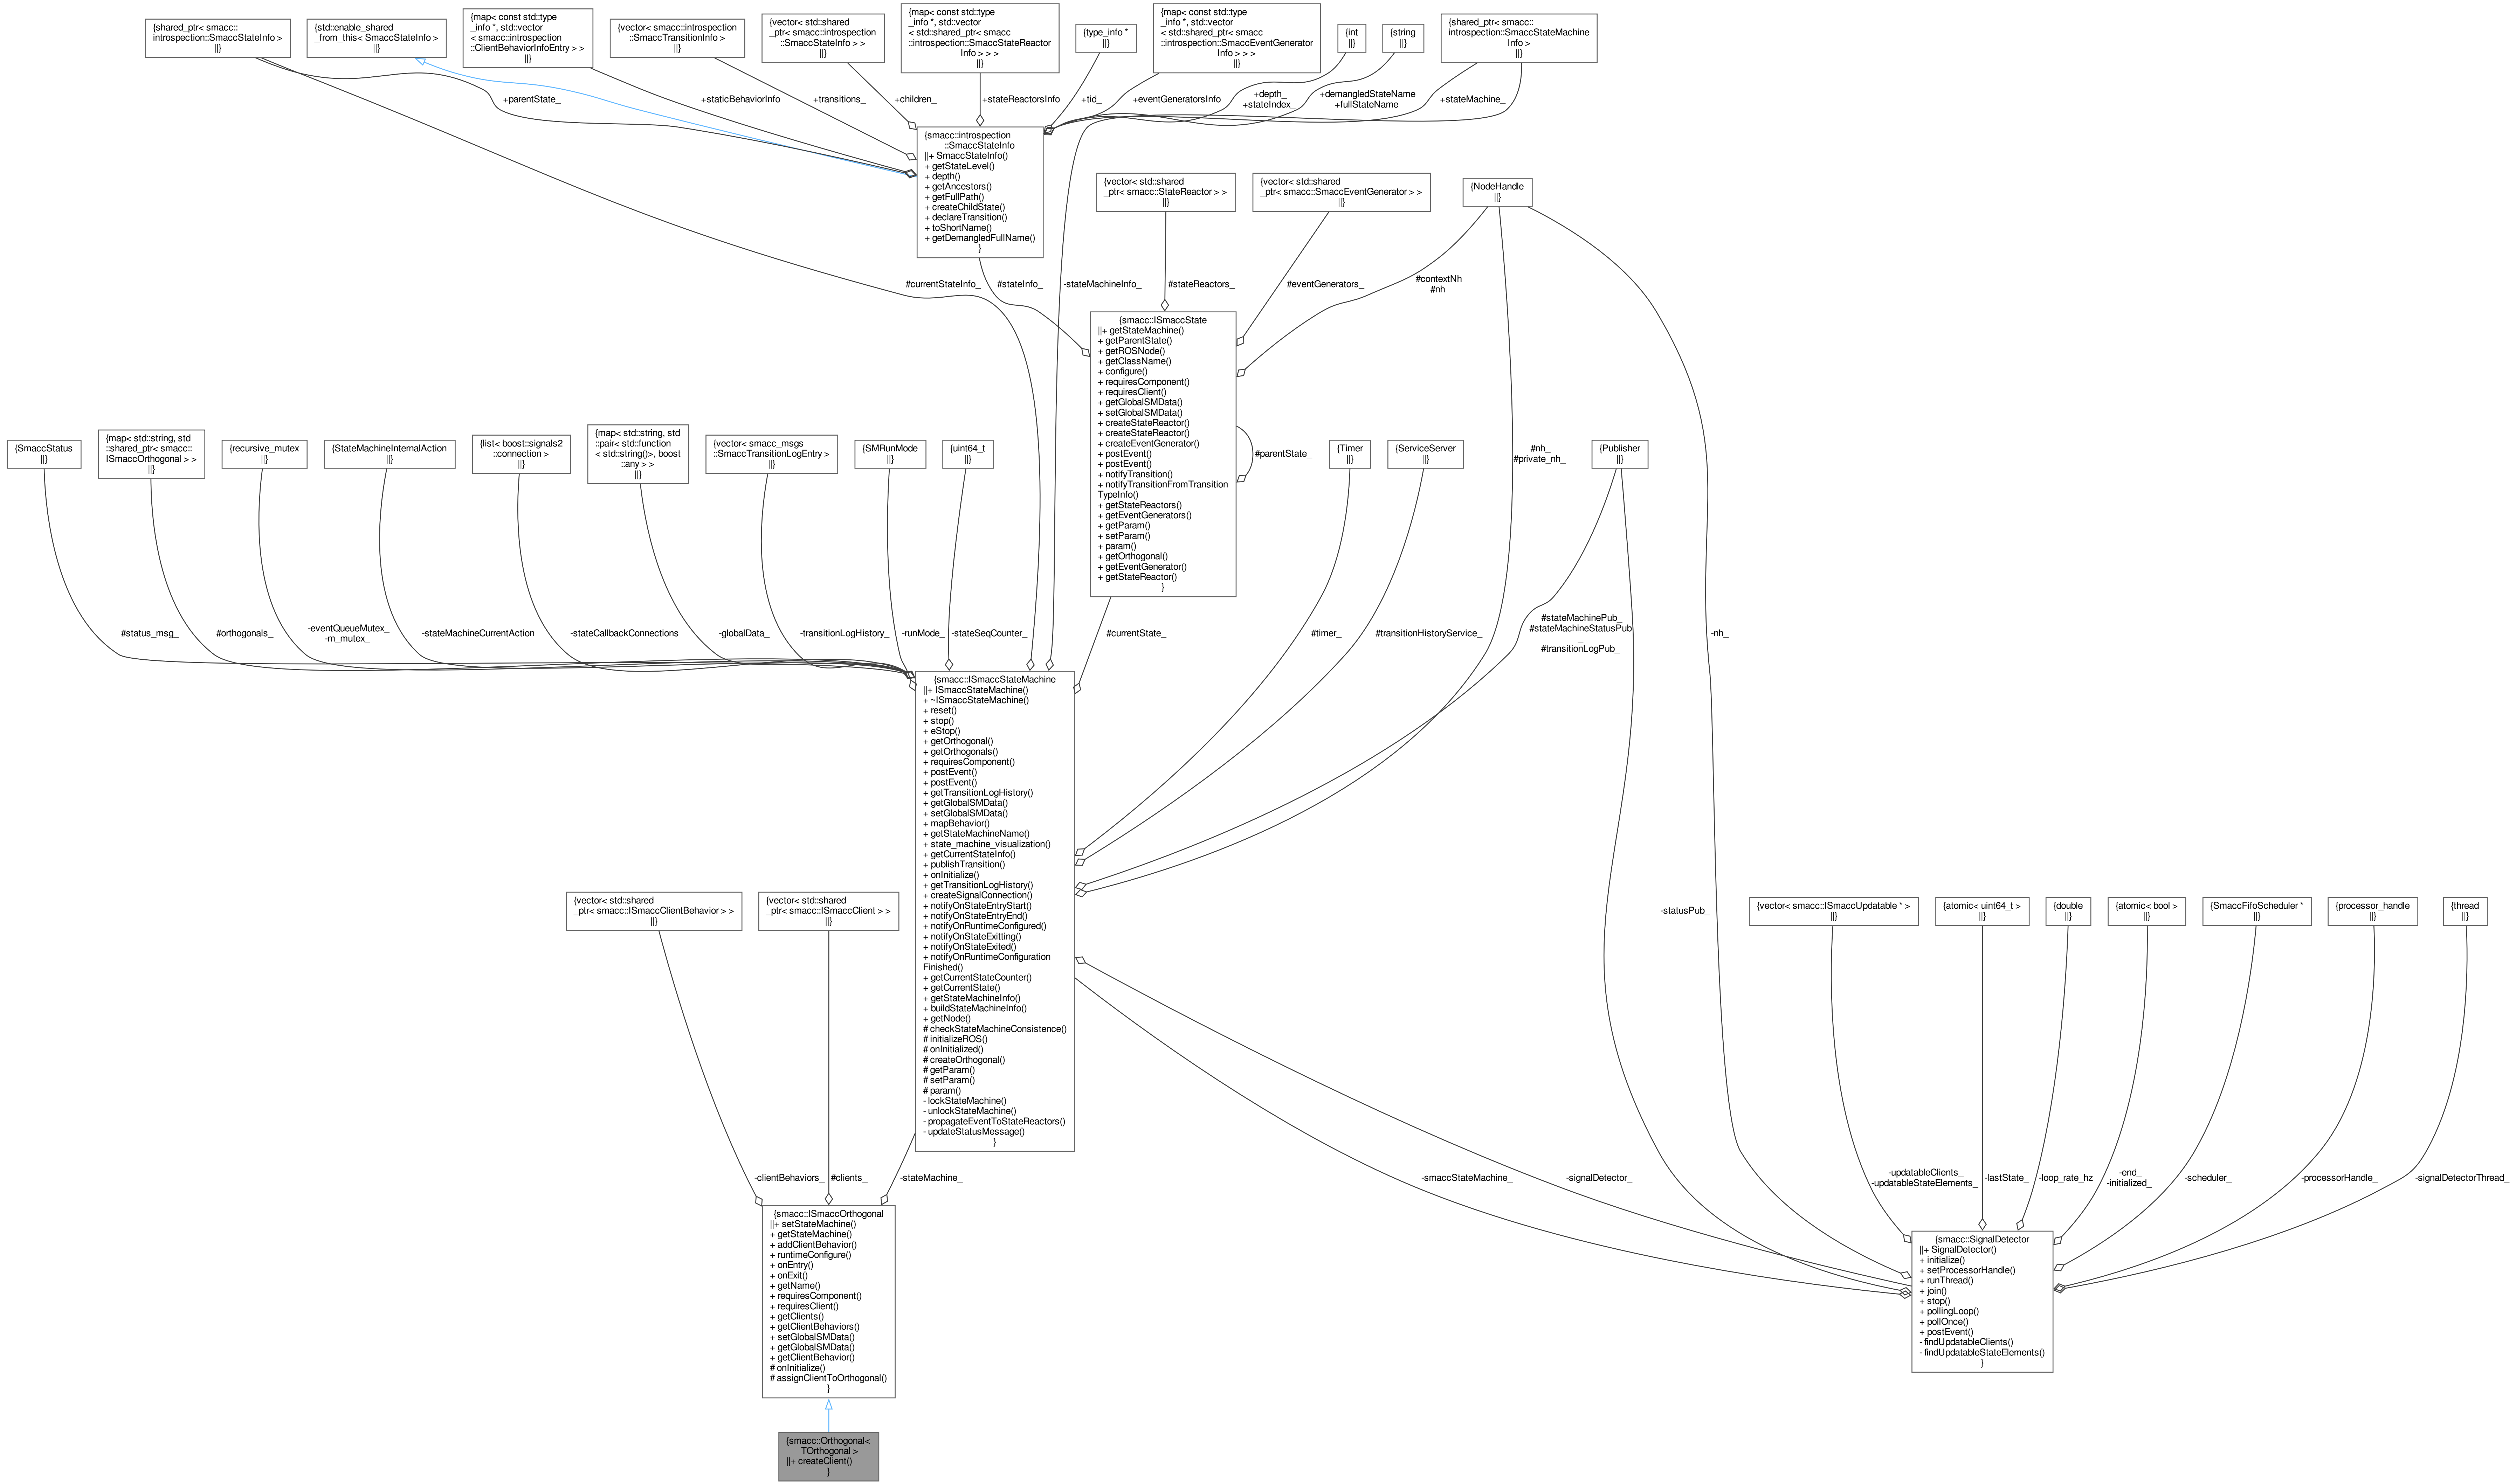 {shared_ptr< smacc::
introspection::SmaccStateInfo >
||}
{std::enable_shared
_from_this< SmaccStateInfo >
||}
{map< const std::type
_info *, std::vector
< smacc::introspection
::ClientBehaviorInfoEntry > >
||}
{vector< smacc::introspection
::SmaccTransitionInfo >
||}
{vector< std::shared
_ptr< smacc::introspection
::SmaccStateInfo > >
||}
{map< const std::type
_info *, std::vector
< std::shared_ptr< smacc
::introspection::SmaccStateReactor
Info > > >
||}
{type_info *
||}
{map< const std::type
_info *, std::vector
< std::shared_ptr< smacc
::introspection::SmaccEventGenerator
Info > > >
||}
{int
||}
{string
||}
{shared_ptr< smacc::
introspection::SmaccStateMachine
Info >
||}
+parentState_
+staticBehaviorInfo
+transitions_
+children_
+stateReactorsInfo
+tid_
+eventGeneratorsInfo
+depth_
+stateIndex_
+demangledStateName
+fullStateName
+stateMachine_
{smacc::introspection
::SmaccStateInfo
||+ SmaccStateInfo()
+ getStateLevel()
+ depth()
+ getAncestors()
+ getFullPath()
+ createChildState()
+ declareTransition()
+ toShortName()
+ getDemangledFullName()
}
{vector< std::shared
_ptr< smacc::StateReactor > >
||}
{vector< std::shared
_ptr< smacc::SmaccEventGenerator > >
||}
{NodeHandle
||}
#currentStateInfo_
#stateInfo_
-stateMachineInfo_
#stateReactors_
#eventGenerators_
#contextNh
#nh
{smacc::ISmaccState
||+ getStateMachine()
+ getParentState()
+ getROSNode()
+ getClassName()
+ configure()
+ requiresComponent()
+ requiresClient()
+ getGlobalSMData()
+ setGlobalSMData()
+ createStateReactor()
+ createStateReactor()
+ createEventGenerator()
+ postEvent()
+ postEvent()
+ notifyTransition()
+ notifyTransitionFromTransition
TypeInfo()
+ getStateReactors()
+ getEventGenerators()
+ getParam()
+ setParam()
+ param()
+ getOrthogonal()
+ getEventGenerator()
+ getStateReactor()
}
#parentState_
{SmaccStatus
||}
{map< std::string, std
::shared_ptr< smacc::
ISmaccOrthogonal > >
||}
{recursive_mutex
||}
{StateMachineInternalAction
||}
{list< boost::signals2
::connection >
||}
{map< std::string, std
::pair< std::function
< std::string()>, boost
::any > >
||}
{vector< smacc_msgs
::SmaccTransitionLogEntry >
||}
{SMRunMode
||}
{uint64_t
||}
{Timer
||}
{ServiceServer
||}
#nh_
#private_nh_
{Publisher
||}
#status_msg_
#orthogonals_
-eventQueueMutex_
-m_mutex_
-stateMachineCurrentAction
-stateCallbackConnections
-globalData_
-transitionLogHistory_
-runMode_
-stateSeqCounter_
#currentState_
#timer_
#transitionHistoryService_
#stateMachinePub_
#stateMachineStatusPub
_
#transitionLogPub_
-nh_
{smacc::ISmaccStateMachine
||+ ISmaccStateMachine()
+ ~ISmaccStateMachine()
+ reset()
+ stop()
+ eStop()
+ getOrthogonal()
+ getOrthogonals()
+ requiresComponent()
+ postEvent()
+ postEvent()
+ getTransitionLogHistory()
+ getGlobalSMData()
+ setGlobalSMData()
+ mapBehavior()
+ getStateMachineName()
+ state_machine_visualization()
+ getCurrentStateInfo()
+ publishTransition()
+ onInitialize()
+ getTransitionLogHistory()
+ createSignalConnection()
+ notifyOnStateEntryStart()
+ notifyOnStateEntryEnd()
+ notifyOnRuntimeConfigured()
+ notifyOnStateExitting()
+ notifyOnStateExited()
+ notifyOnRuntimeConfiguration
Finished()
+ getCurrentStateCounter()
+ getCurrentState()
+ getStateMachineInfo()
+ buildStateMachineInfo()
+ getNode()
# checkStateMachineConsistence()
# initializeROS()
# onInitialized()
# createOrthogonal()
# getParam()
# setParam()
# param()
- lockStateMachine()
- unlockStateMachine()
- propagateEventToStateReactors()
- updateStatusMessage()
}
{vector< std::shared
_ptr< smacc::ISmaccClientBehavior > >
||}
{vector< std::shared
_ptr< smacc::ISmaccClient > >
||}
-statusPub_
{vector< smacc::ISmaccUpdatable * >
||}
{atomic< uint64_t >
||}
{double
||}
{atomic< bool >
||}
{SmaccFifoScheduler *
||}
{processor_handle
||}
{thread
||}
-clientBehaviors_
#clients_
-stateMachine_
-smaccStateMachine_
-signalDetector_
-updatableClients_
-updatableStateElements_
-lastState_
-loop_rate_hz
-end_
-initialized_
-scheduler_
-processorHandle_
-signalDetectorThread_
{smacc::ISmaccOrthogonal
||+ setStateMachine()
+ getStateMachine()
+ addClientBehavior()
+ runtimeConfigure()
+ onEntry()
+ onExit()
+ getName()
+ requiresComponent()
+ requiresClient()
+ getClients()
+ getClientBehaviors()
+ setGlobalSMData()
+ getGlobalSMData()
+ getClientBehavior()
# onInitialize()
# assignClientToOrthogonal()
}
{smacc::SignalDetector
||+ SignalDetector()
+ initialize()
+ setProcessorHandle()
+ runThread()
+ join()
+ stop()
+ pollingLoop()
+ pollOnce()
+ postEvent()
- findUpdatableClients()
- findUpdatableStateElements()
}
{smacc::Orthogonal<
TOrthogonal >
||+ createClient()
}